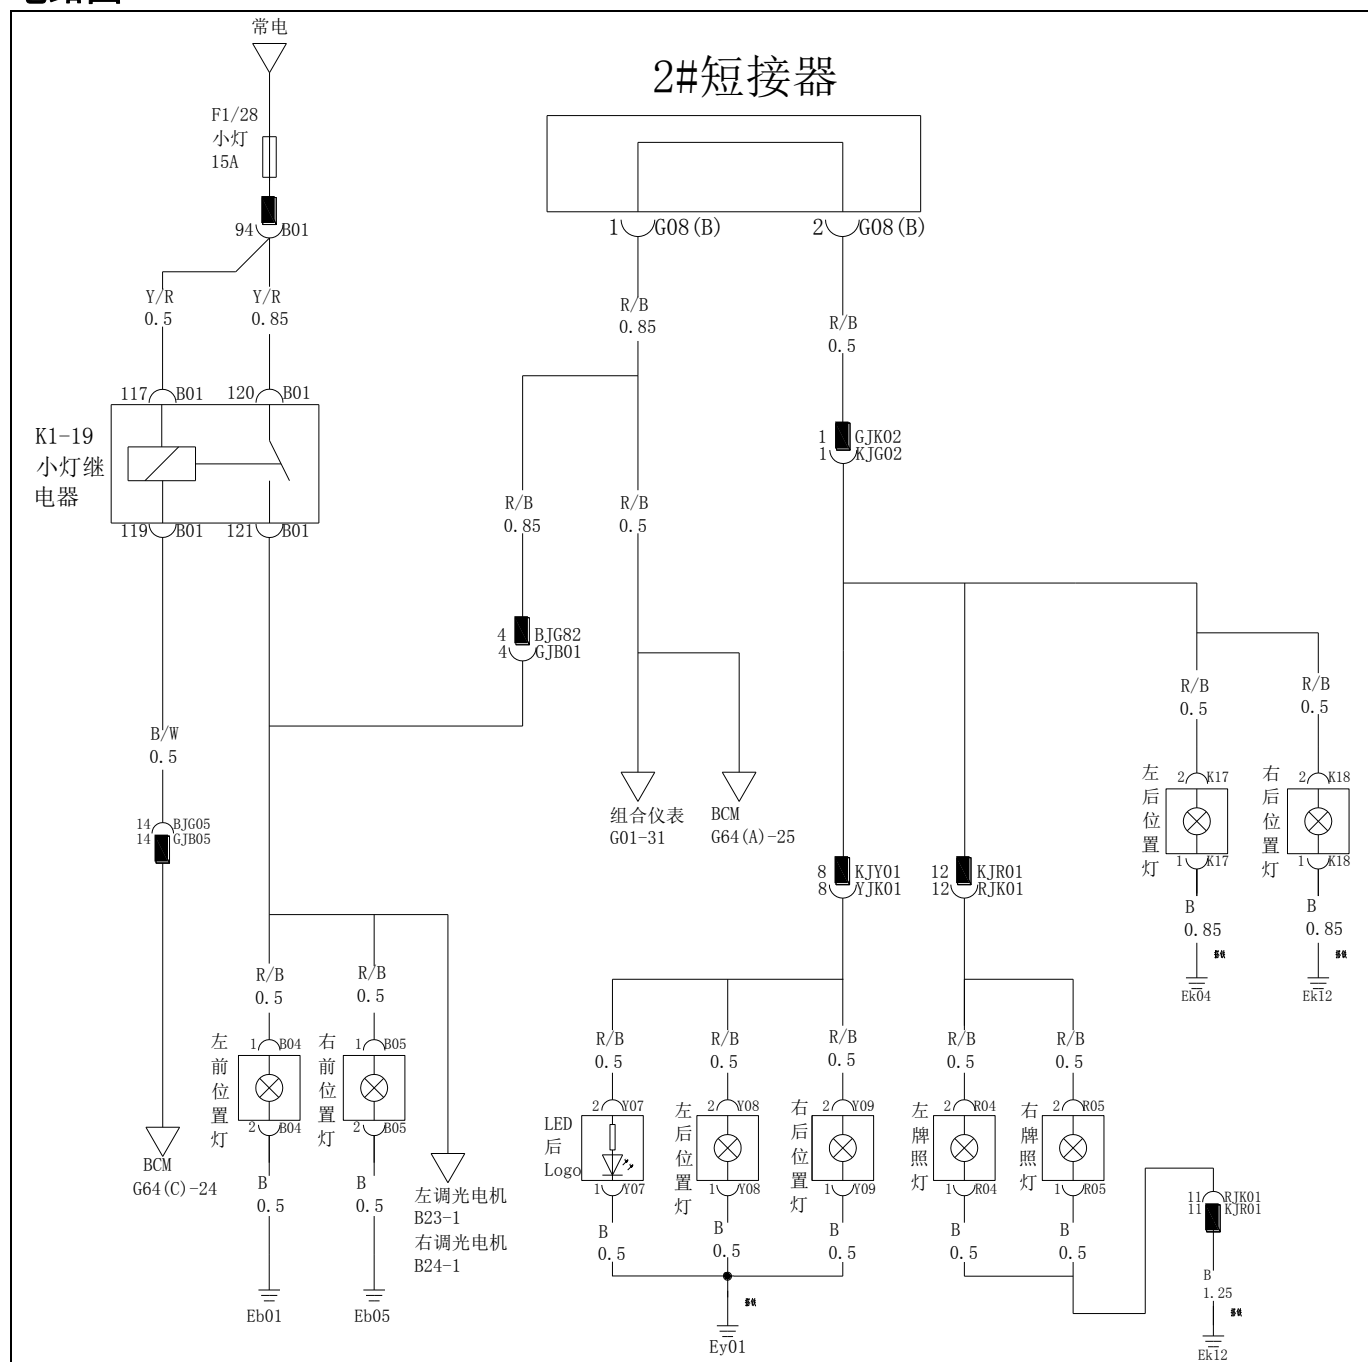 常电
2#短接器
F1/28
小灯
15A
94 B01
1 G08(B)
2 G08(B)
Y/R
0.5
Y/R
0.85
R/B
0.85
R/B
0.5
117 B01
120 B01
K1-19
小灯继
电器
119 B01
121 B01
1 GJK02
1 KJG02
R/B
0.85
R/B
0.5
4 BJG82
4 GJB01
R/B
0.5
R/B
0.5
B/W
0.5
14 BJG05
14 GJB05
组合仪表
G01-31
BCM
G64(A)-25
左后位置灯
2 K17
1 K17
右后位置灯
2 K18
1 K18
8 KJY01
8 YJK01
12 KJR01
12 RJK01
B
0.85
B
0.85
Ek04
Ek12
R/B
0.5
R/B
0.5
左前位置灯
1 B04
2 B04
右前位置灯
1 B05
2 B05
R/B
0.5
R/B
0.5
R/B
0.5
R/B
0.5
R/B
0.5
LED
后
Logo
2 Y07
1 Y07
左后位置灯
2 Y08
1 Y08
右后位置灯
2 Y09
1 Y09
左牌照灯
2 R04
1 R04
右牌照灯
2 R05
1 R05
BCM
G64(C)-24
B
0.5
B
0.5
左调光电机
B23-1
右调光电机
B24-1
B
0.5
B
0.5
B
0.5
B
0.5
B
0.5
11 RJK01
11 KJR01
B
1.25
Eb01
Eb05
Ey01
Ek12